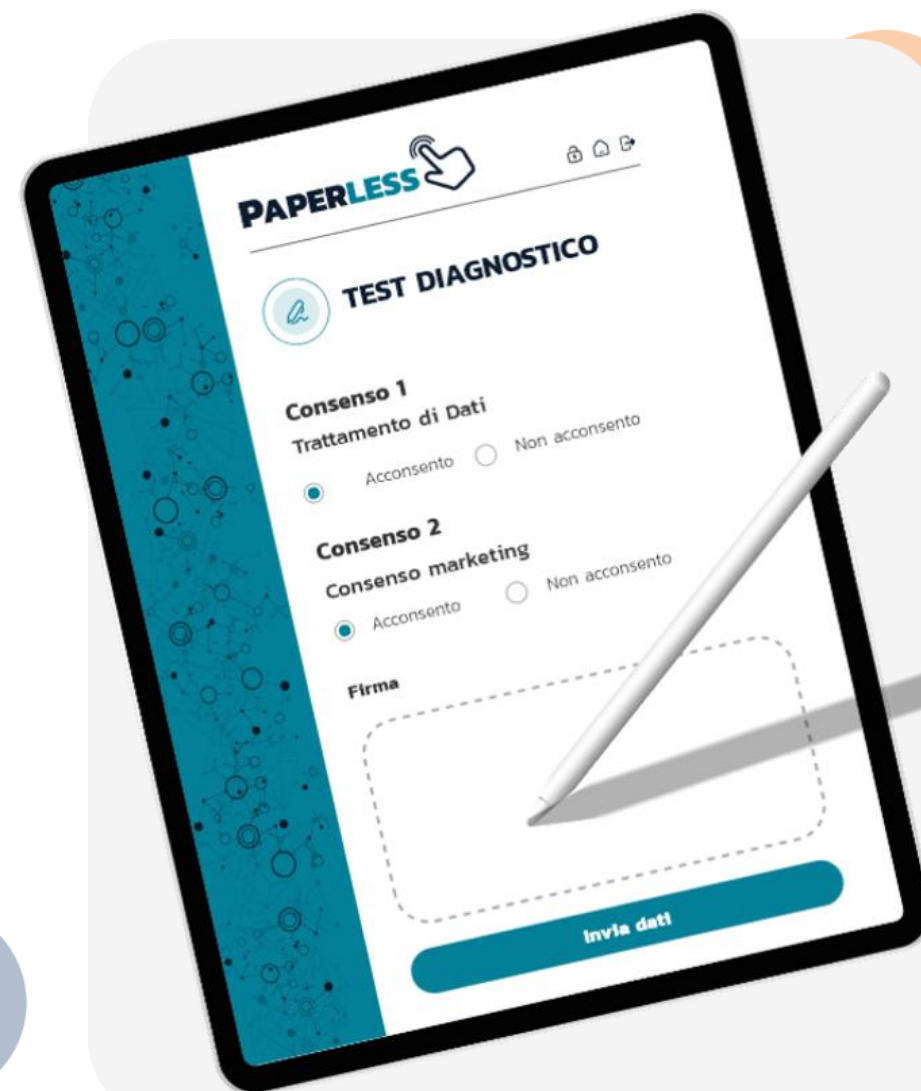 PAPERLESS
TEST DIAGNOSTICO
Consenso 1
Trattamento di Dati
Acconsento Non acconsento
Consenso 2
Consenso marketing
Acconsento Non acconsento
Firma
Invia dati